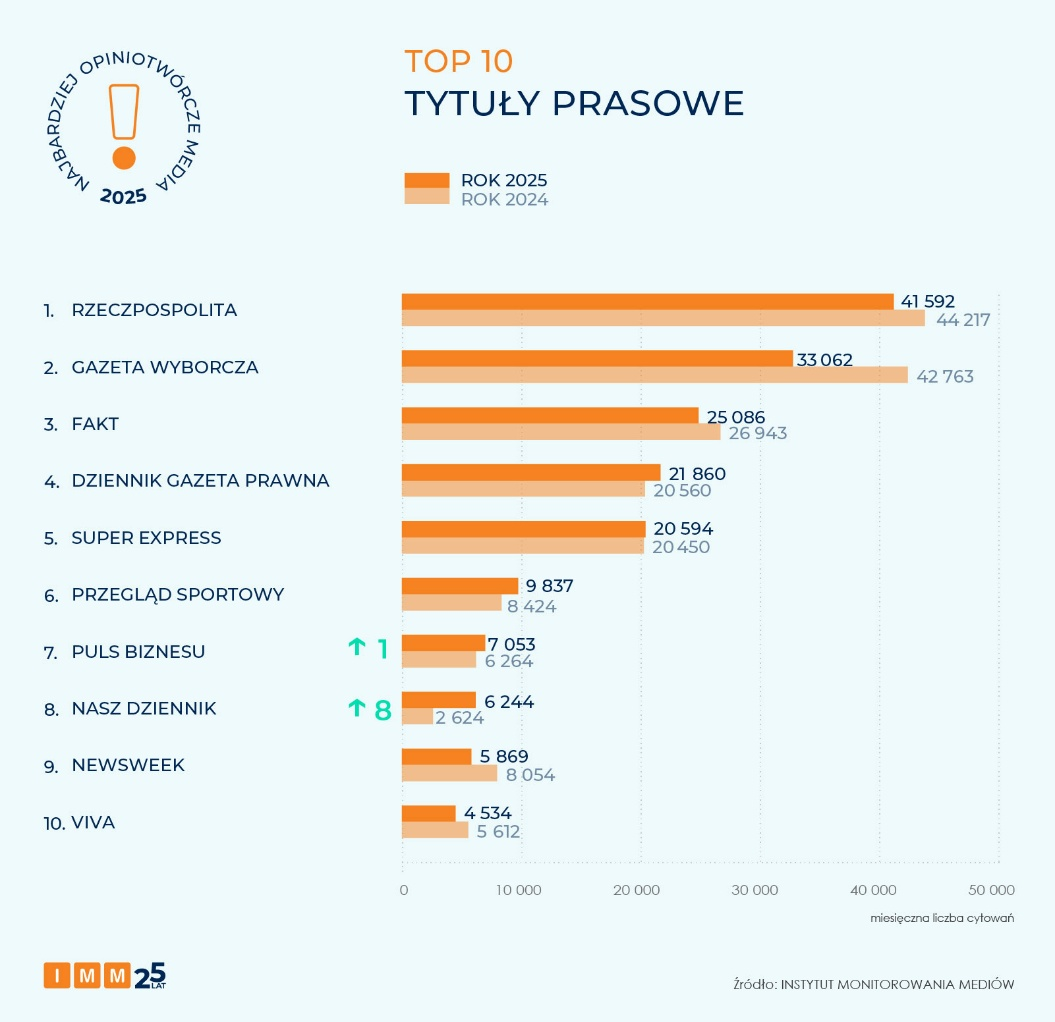 NAJBARDZIEJ OPINIOTWÓRCZE MEDIA
2025
TOP 10
TYTUŁY PRASOWE
ROK 2025
ROK 2024
1. RZECZPOSPOLITA
41 592
44 217
2. GAZETA WYBORCZA
33 062
42 763
3. FAKT
25 086
26 943
4. DZIENNIK GAZETA PRAWNA
21 860
20 560
5. SUPER EXPRESS
20 594
20 450
6. PRZEGLĄD SPORTOWY
9 837
8 424
7. PULS BIZNESU
↑ 1
7 053
6 264
8. NASZ DZIENNIK
↑ 8
6 244
2 624
9. NEWSWEEK
5 869
8 054
10. VIVA
4 534
5 612
0 10 000 20 000 30 000 40 000 50 000
miesięczna liczba cytowań
IMM 25 LAT
Źródło: INSTYTUT MONITOROWANIA MEDIÓW